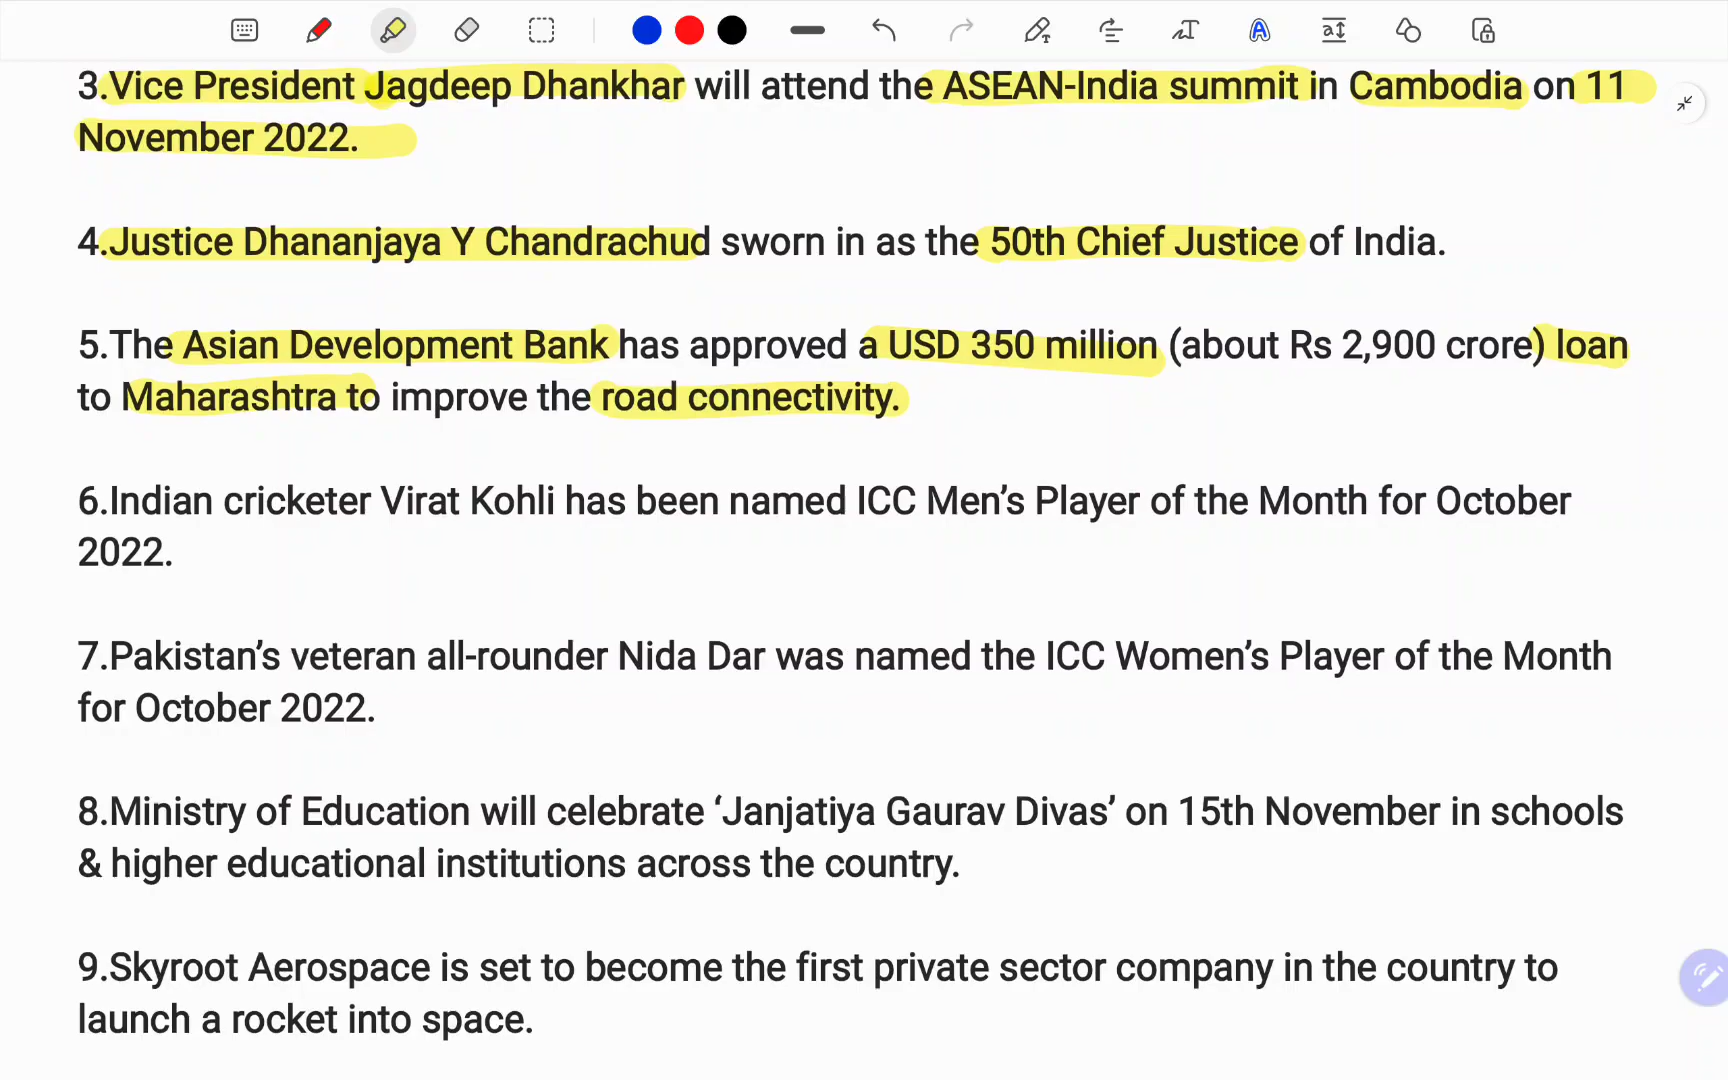 3.Vice President Jagdeep Dhankhar will attend the ASEAN-India summit in Cambodia on 11
November 2022.
4.Justice Dhananjaya Y Chandrachud sworn in as the 50th Chief Justice of India.
5.The Asian Development Bank has approved a USD 350 million (about Rs 2,900 crore) loan
to Maharashtra to improve the road connectivity.
6.Indian cricketer Virat Kohli has been named ICC Men’s Player of the Month for October
2022.
7.Pakistan’s veteran all-rounder Nida Dar was named the ICC Women’s Player of the Month
for October 2022.
8.Ministry of Education will celebrate ‘Janjatiya Gaurav Divas’ on 15th November in schools
& higher educational institutions across the country.
9.Skyroot Aerospace is set to become the first private sector company in the country to
launch a rocket into space.